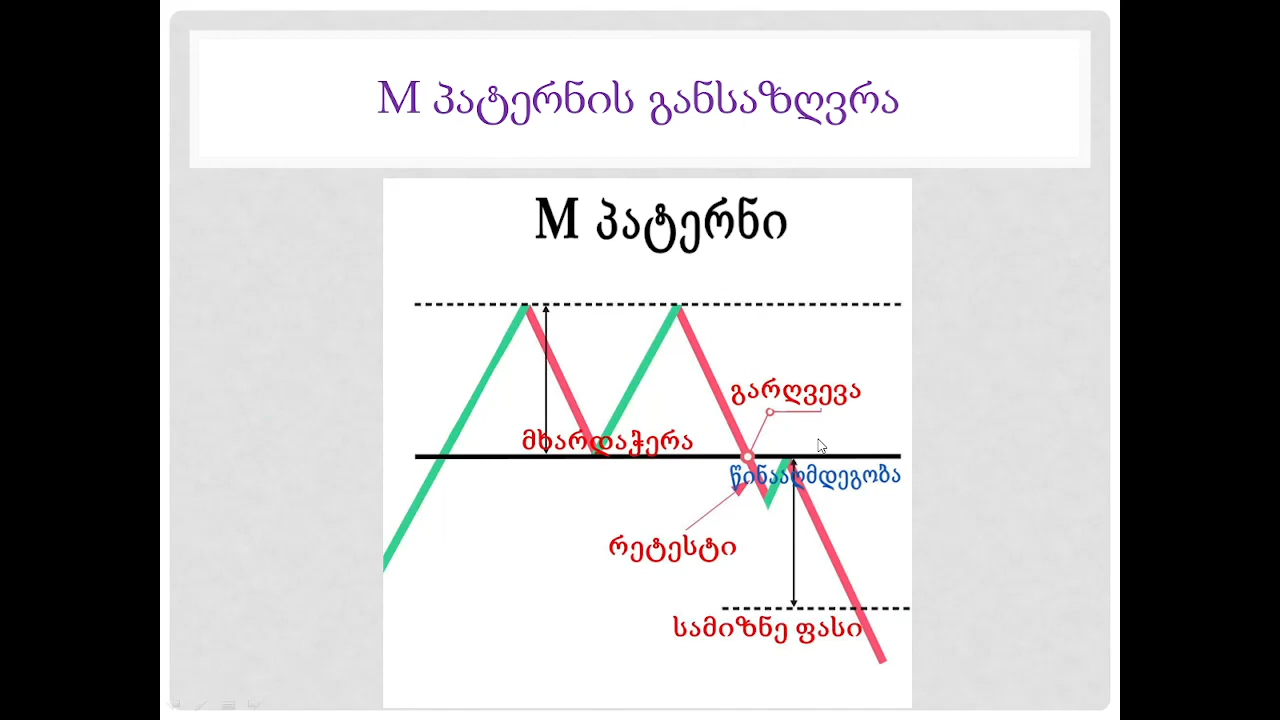 M პატერნის განსაზღვრა
M პატერნი
გარღვევა
მხარდაჭერა
წინააღმდეგობა
რეტესტი
სამიზნე ფასი